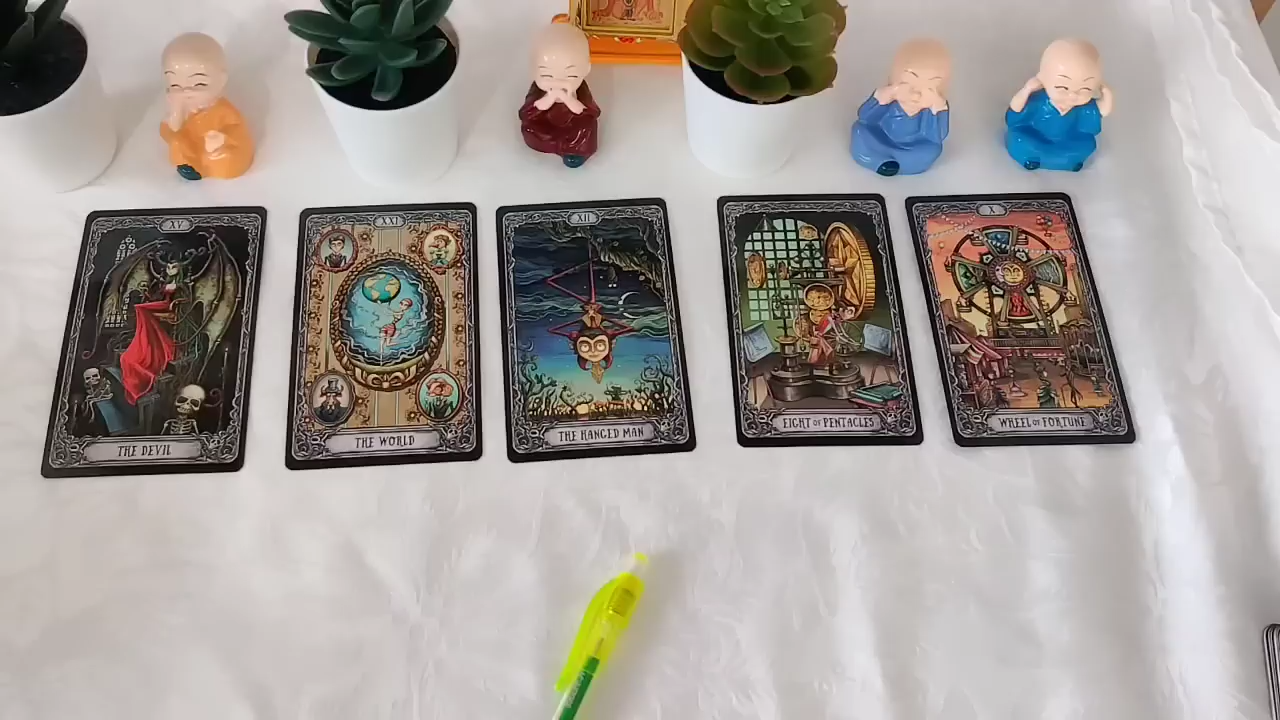 XV
THE DEVIL
XXI
THE WORLD
XII
THE HANGED MAN
EIGHT OF PENTACLES
X
WHEEL OF FORTUNE